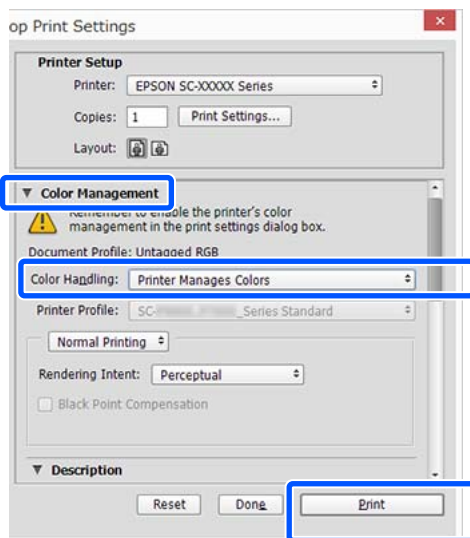 op Print Settings
Printer Setup
Printer: EPSON SC-XXXXX Series
Copies: 1 Print Settings...
Layout:
Color Management
Remember to enable the printer's color
management in the print settings dialog box.
Document Profile: Untagged RGB
Color Handling: Printer Manages Colors
Printer Profile: SC- _Series Standard
Normal Printing
Rendering Intent: Perceptual
Black Point Compensation
Description
Reset Done Print